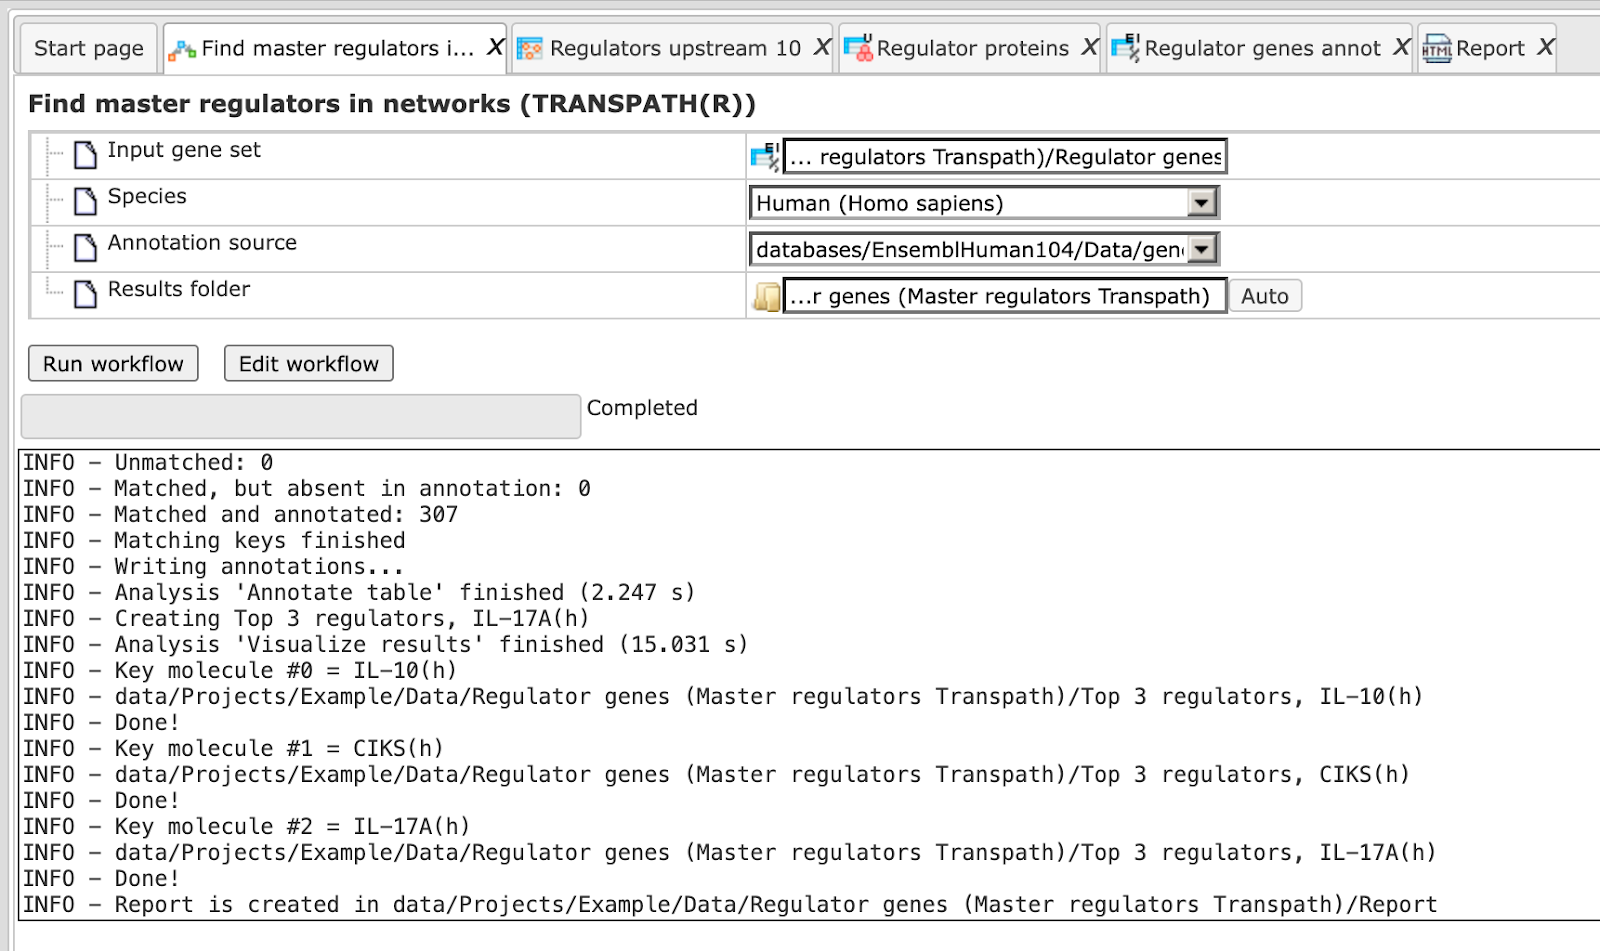 Start page
Find master regulators i... X
Regulators upstream 10 X
Regulator proteins X
Regulator genes annot X
HTML Report X
Find master regulators in networks (TRANSPATH(R))
Input gene set
... regulators Transpath)/Regulator genes
Species
Human (Homo sapiens)
Annotation source
databases/EnsemblHuman104/Data/gen
Results folder
...r genes (Master regulators Transpath)
Auto
Run workflow
Edit workflow
Completed
INFO - Unmatched: 0
INFO - Matched, but absent in annotation: 0
INFO - Matched and annotated: 307
INFO - Matching keys finished
INFO - Writing annotations...
INFO - Analysis 'Annotate table' finished (2.247 s)
INFO - Creating Top 3 regulators, IL-17A(h)
INFO - Analysis 'Visualize results' finished (15.031 s)
INFO - Key molecule #0 = IL-10(h)
INFO - data/Projects/Example/Data/Regulator genes (Master regulators Transpath)/Top 3 regulators, IL-10(h)
INFO - Done!
INFO - Key molecule #1 = CIKS(h)
INFO - data/Projects/Example/Data/Regulator genes (Master regulators Transpath)/Top 3 regulators, CIKS(h)
INFO - Done!
INFO - Key molecule #2 = IL-17A(h)
INFO - data/Projects/Example/Data/Regulator genes (Master regulators Transpath)/Top 3 regulators, IL-17A(h)
INFO - Done!
INFO - Report is created in data/Projects/Example/Data/Regulator genes (Master regulators Transpath)/Report